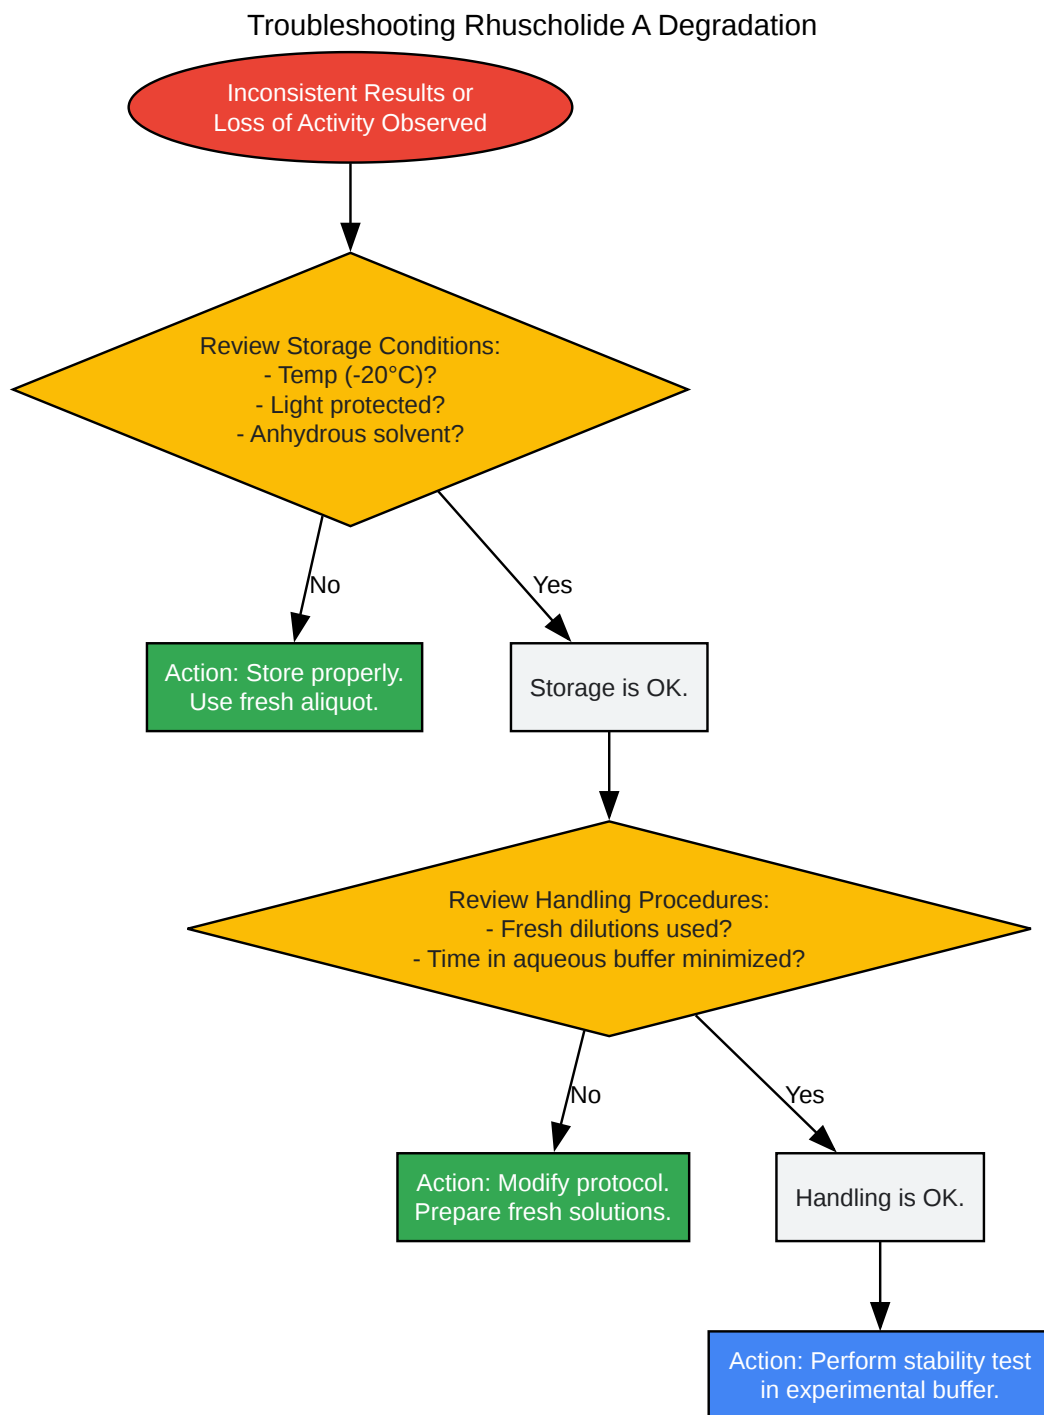 Troubleshooting Rhuscholide A Degradation
Inconsistent Results or
Loss of Activity Observed
Review Storage Conditions:
- Temp (-20°C)?
- Light protected?
- Anhydrous solvent?
No
Yes
Action: Store properly.
Use fresh aliquot.
Storage is OK.
Review Handling Procedures:
- Fresh dilutions used?
- Time in aqueous buffer minimized?
No
Yes
Action: Modify protocol.
Prepare fresh solutions.
Handling is OK.
Action: Perform stability test
in experimental buffer.